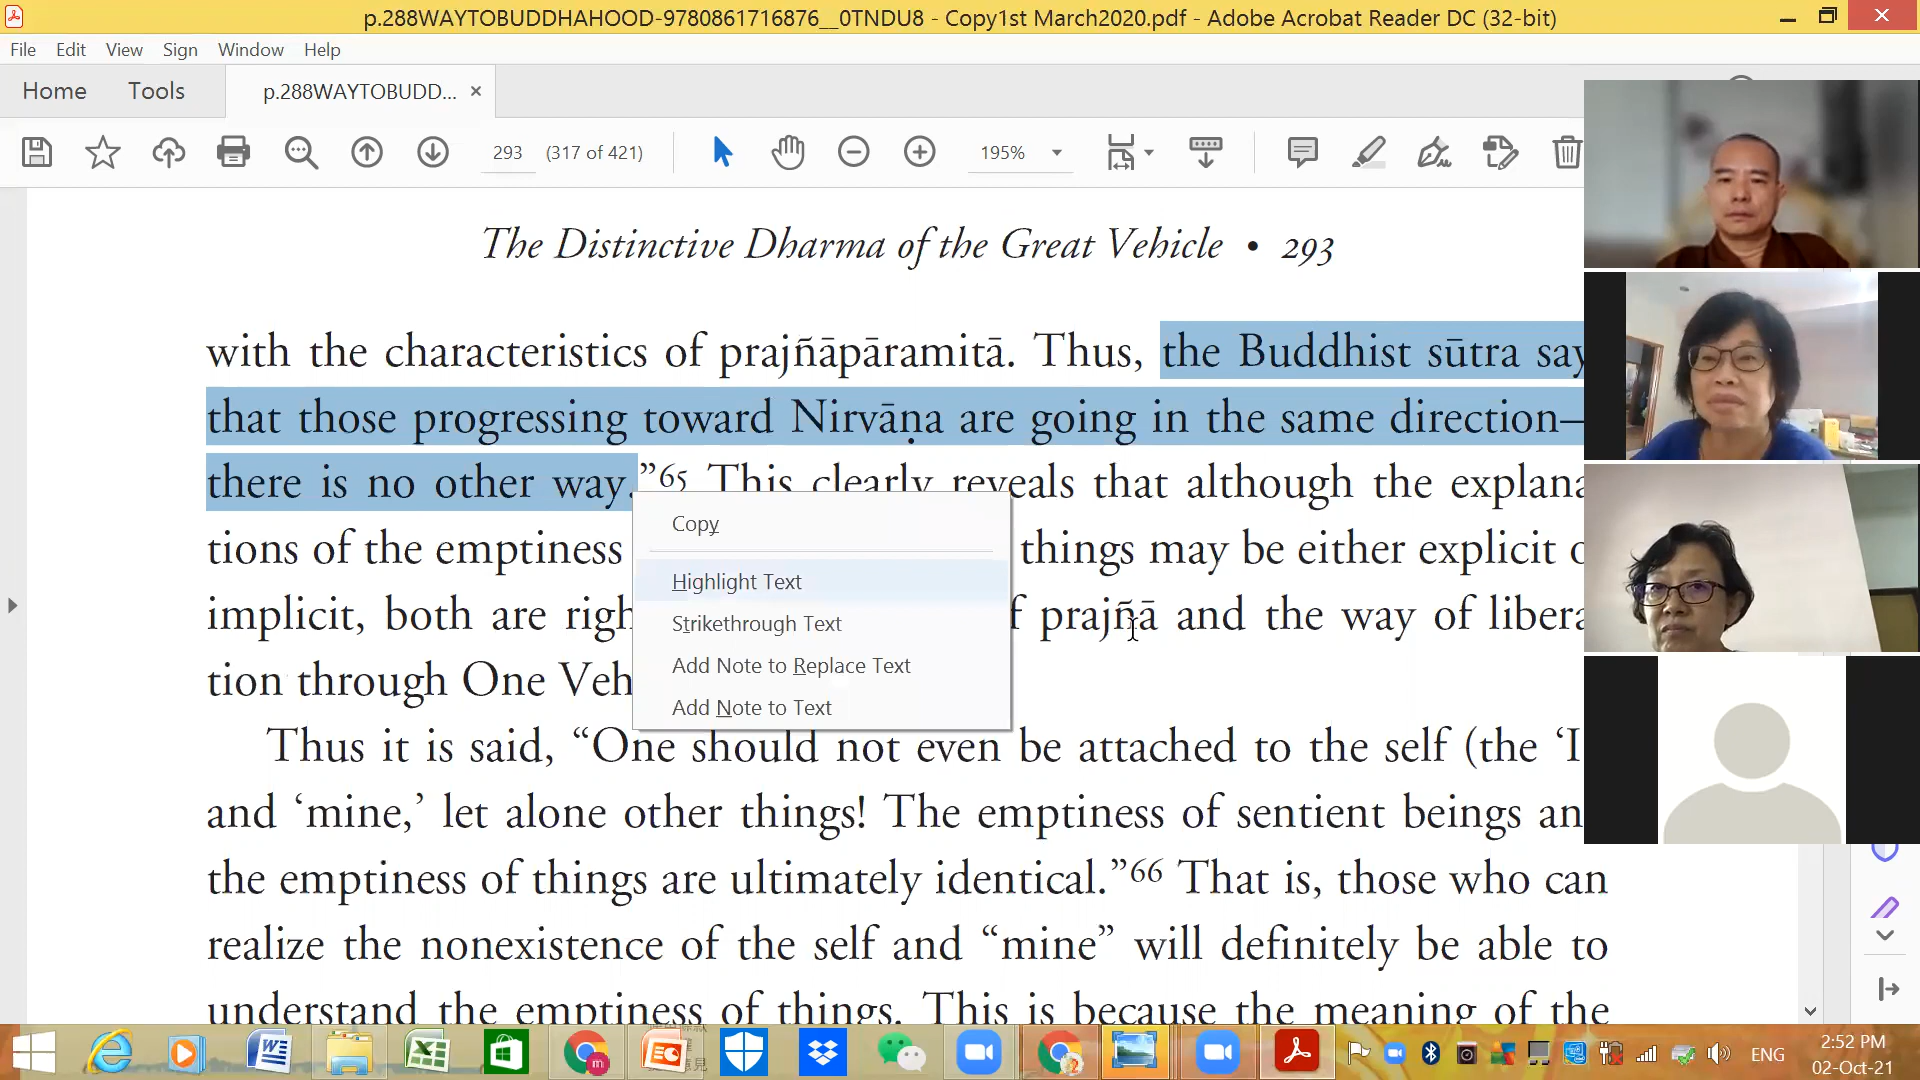 p.288WAYTOBUDDHAHOOD-9780861716876__0TNDU8 - Copy1st March2020.pdf - Adobe Acrobat Reader DC (32-bit)
File Edit View Sign Window Help
Home Tools p.288WAYTOBUDD... ×
293 (317 of 421) 195%
The Distinctive Dharma of the Great Vehicle • 293
with the characteristics of prajñāpāramitā. Thus, the Buddhist sūtra say
that those progressing toward Nirvāṇa are going in the same direction—
there is no other way.”65 This clearly reveals that although the explana
tions of the emptiness things may be either explicit o
implicit, both are righ f prajñā and the way of libera
tion through One Veh
Copy
Highlight Text
Strikethrough Text
Add Note to Replace Text
Add Note to Text
Thus it is said, “One should not even be attached to the self (the ‘I
and ‘mine,’ let alone other things! The emptiness of sentient beings an
the emptiness of things are ultimately identical.”66 That is, those who can
realize the nonexistence of the self and “mine” will definitely be able to
understand the emptiness of things. This is because the meaning of the
ENG
2:52 PM
02-Oct-21